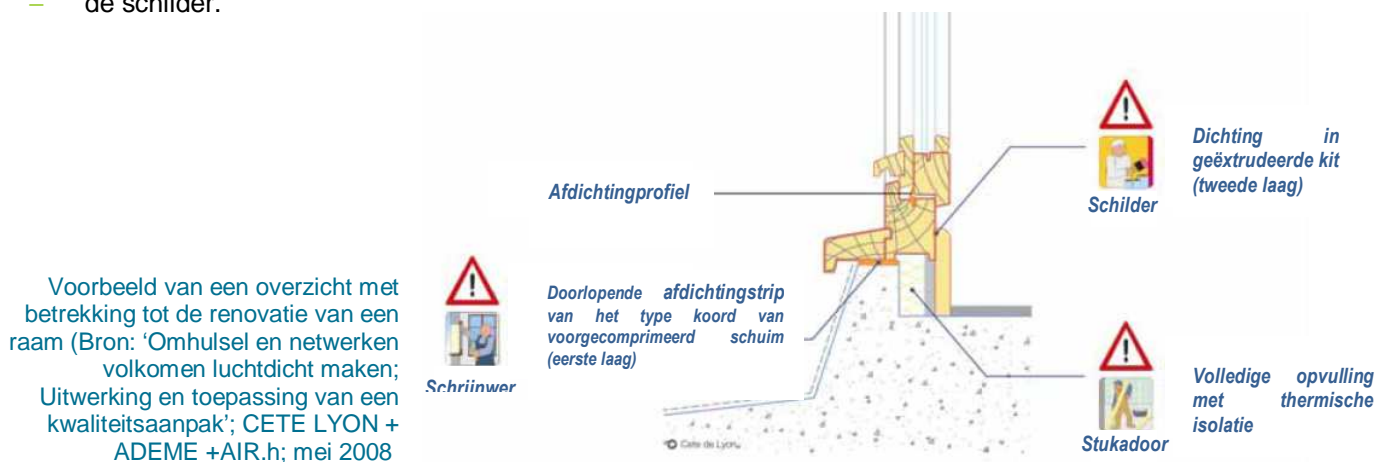 – de schilder.
Afdichtingprofiel
Dichting in
geëxtrudeerde kit
(tweede laag)
Schilder
Voorbeeld van een overzicht met
betrekking tot de renovatie van een
raam (Bron: ‘Omhulsel en netwerken
volkomen luchtdicht maken;
Uitwerking en toepassing van een
kwaliteitsaanpak’; CETE LYON +
ADEME +AIR.h; mei 2008
Schrijnwer
Doorlopende afdichtingstrip
van het type koord van
voorgecomprimeerd schuim
(eerste laag)
Volledige opvulling
met thermische
isolatie
Stukadoor
© Cete de Lyon